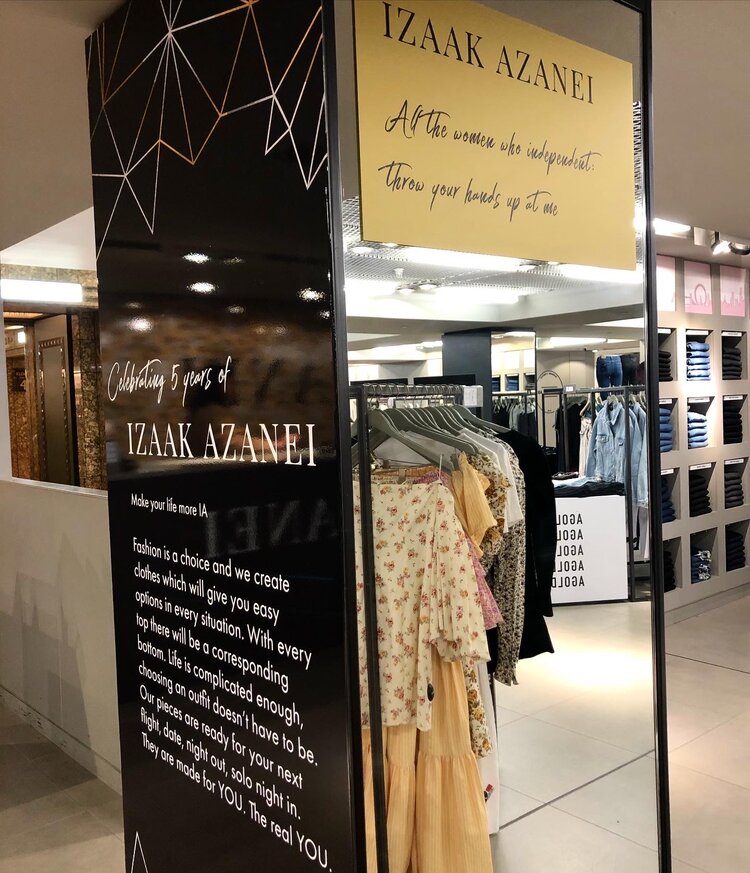 IZAAK AZANEI
All the women who independent:
throw your hands up at me
Celebrating 5 years of
IZAAK AZANEI
Make your life more IA
Fashion is a choice and we create
clothes which will give you easy
options in every situation. With every
top there will be a corresponding
bottom. Life is complicated enough,
choosing an outfit doesn't have to be.
Our pieces are ready for your next
flight, date, night out, solo night in.
They are made for YOU. The real YOU.
AGOLD
AGOLD
AGOLD
AGOLD
AGOLD